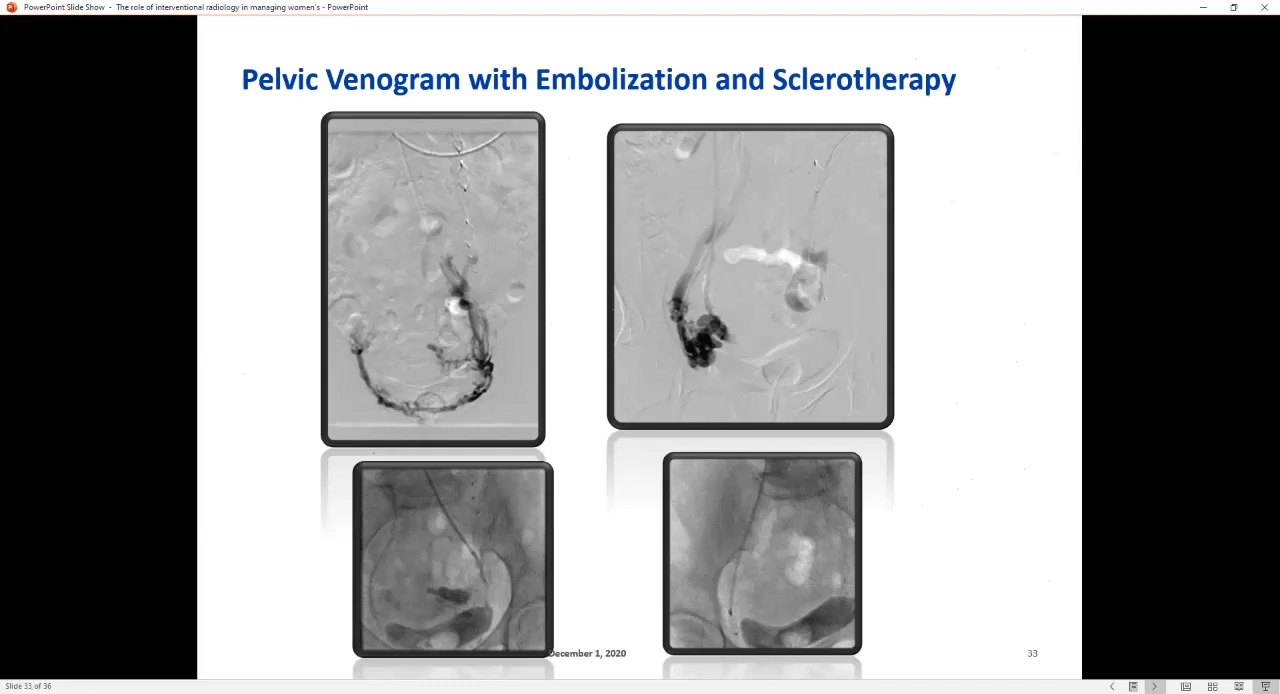 PowerPoint Slide Show - The role of interventional radiology in managing women's - PowerPoint
Pelvic Venogram with Embolization and Sclerotherapy
December 1, 2020
33
Slide 33 of 36